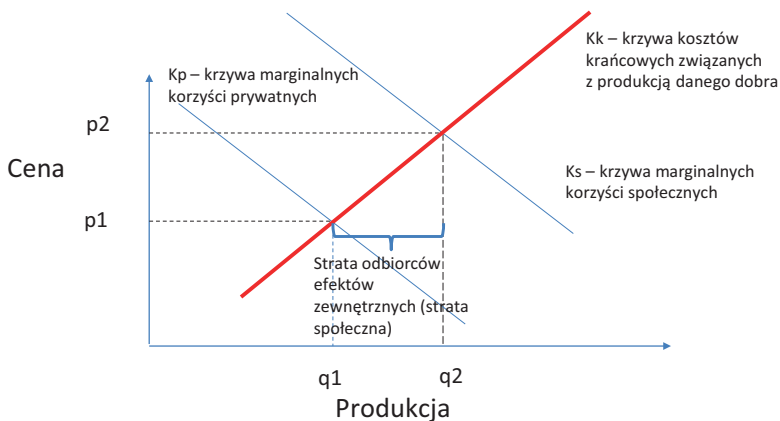 Kk – krzywa kosztów
krańcowych związanych
z produkcją danego dobra
Kp – krzywa marginalnych
korzyści prywatnych
p2
Cena
Ks – krzywa marginalnych
korzyści społecznych
p1
Strata odbiorców
efektów
zewnętrznych (strata
społeczna)
q1
q2
Produkcja